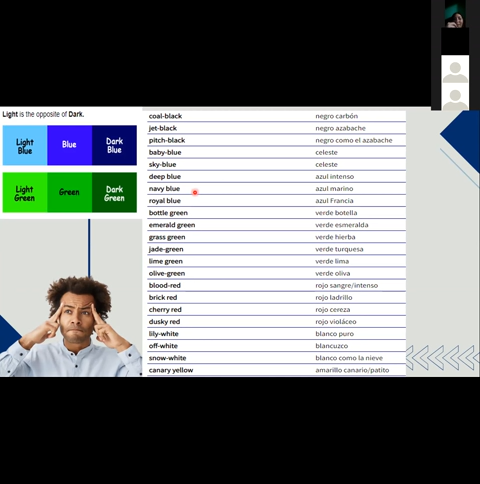 Light is the opposite of Dark.
Light Blue
Blue
Dark Blue
Light Green
Green
Dark Green
coal-black negro carbón
jet-black negro azabache
pitch-black negro como el azabache
baby-blue celeste
sky-blue celeste
deep blue azul intenso
navy blue azul marino
royal blue azul Francia
bottle green verde botella
emerald green verde esmeralda
grass green verde hierba
jade-green verde turquesa
lime green verde lima
olive-green verde oliva
blood-red rojo sangre/intenso
brick red rojo ladrillo
cherry red rojo cereza
dusky red rojo violáceo
lily-white blanco puro
off-white blancuzco
snow-white blanco como la nieve
canary yellow amarillo canario/patito